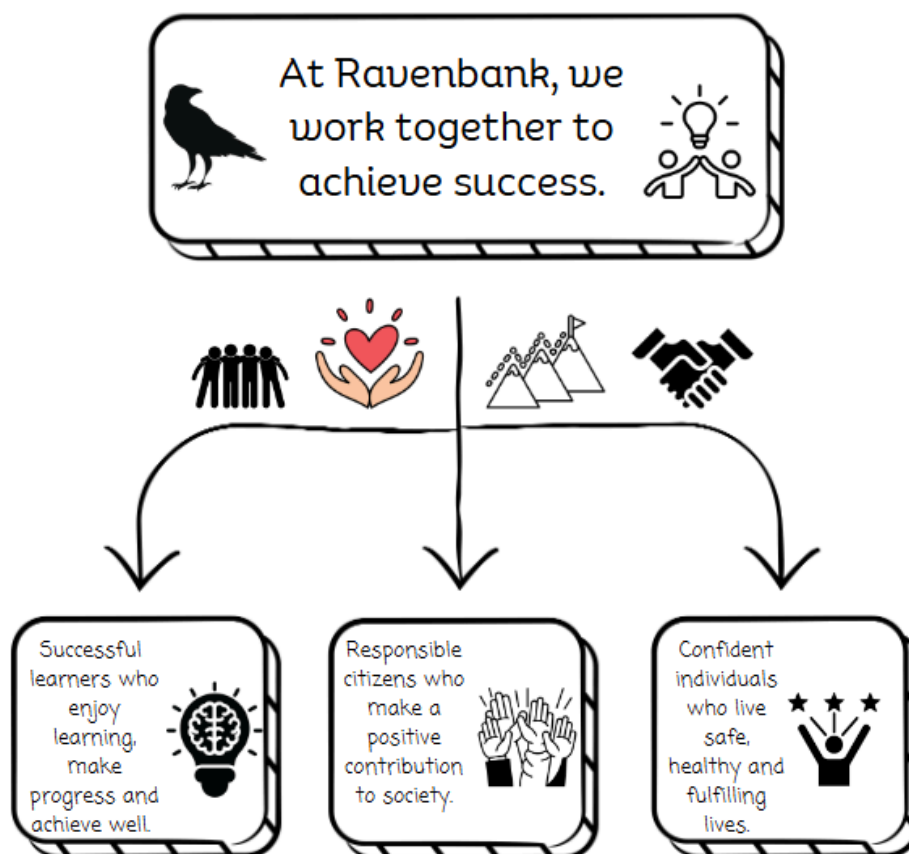 At Ravenbank, we
work together to
achieve success.
Successful
learners who
enjoy
learning,
make
progress and
achieve well.
Responsible
citizens who
make a
positive
contribution
to society.
Confident
individuals
who live
safe,
healthy and
fulfilling
lives.